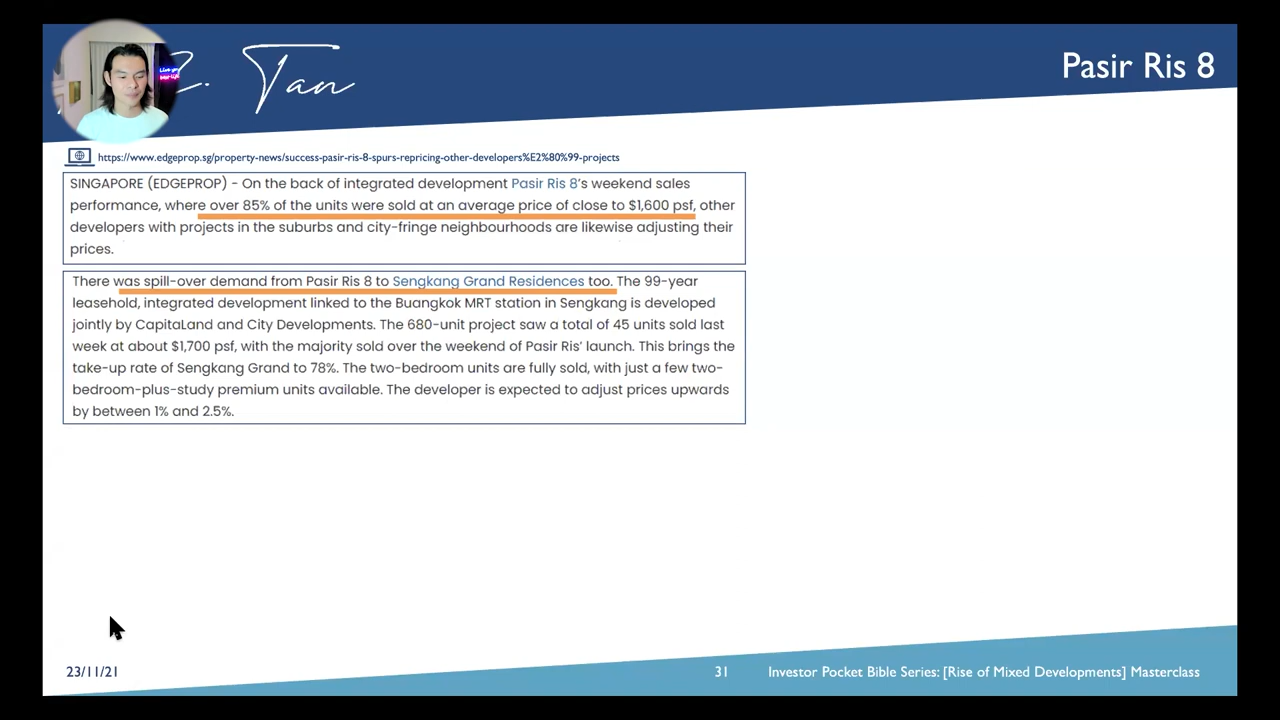 Z. Tan
Pasir Ris 8
https://www.edgeprop.sg/property-news/success-pasir-ris-8-spurs-repricing-other-developers%E2%80%99-projects
SINGAPORE (EDGEPROP) - On the back of integrated development Pasir Ris 8's weekend sales
performance, where over 85% of the units were sold at an average price of close to $1,600 psf, other
developers with projects in the suburbs and city-fringe neighbourhoods are likewise adjusting their
prices.
There was spill-over demand from Pasir Ris 8 to Sengkang Grand Residences too. The 99-year
leasehold, integrated development linked to the Buangkok MRT station in Sengkang is developed
jointly by CapitaLand and City Developments. The 680-unit project saw a total of 45 units sold last
week at about $1,700 psf, with the majority sold over the weekend of Pasir Ris' launch. This brings the
take-up rate of Sengkang Grand to 78%. The two-bedroom units are fully sold, with just a few two-
bedroom-plus-study premium units available. The developer is expected to adjust prices upwards
by between 1% and 2.5%.
23/11/21
31
Investor Pocket Bible Series: [Rise of Mixed Developments] Masterclass